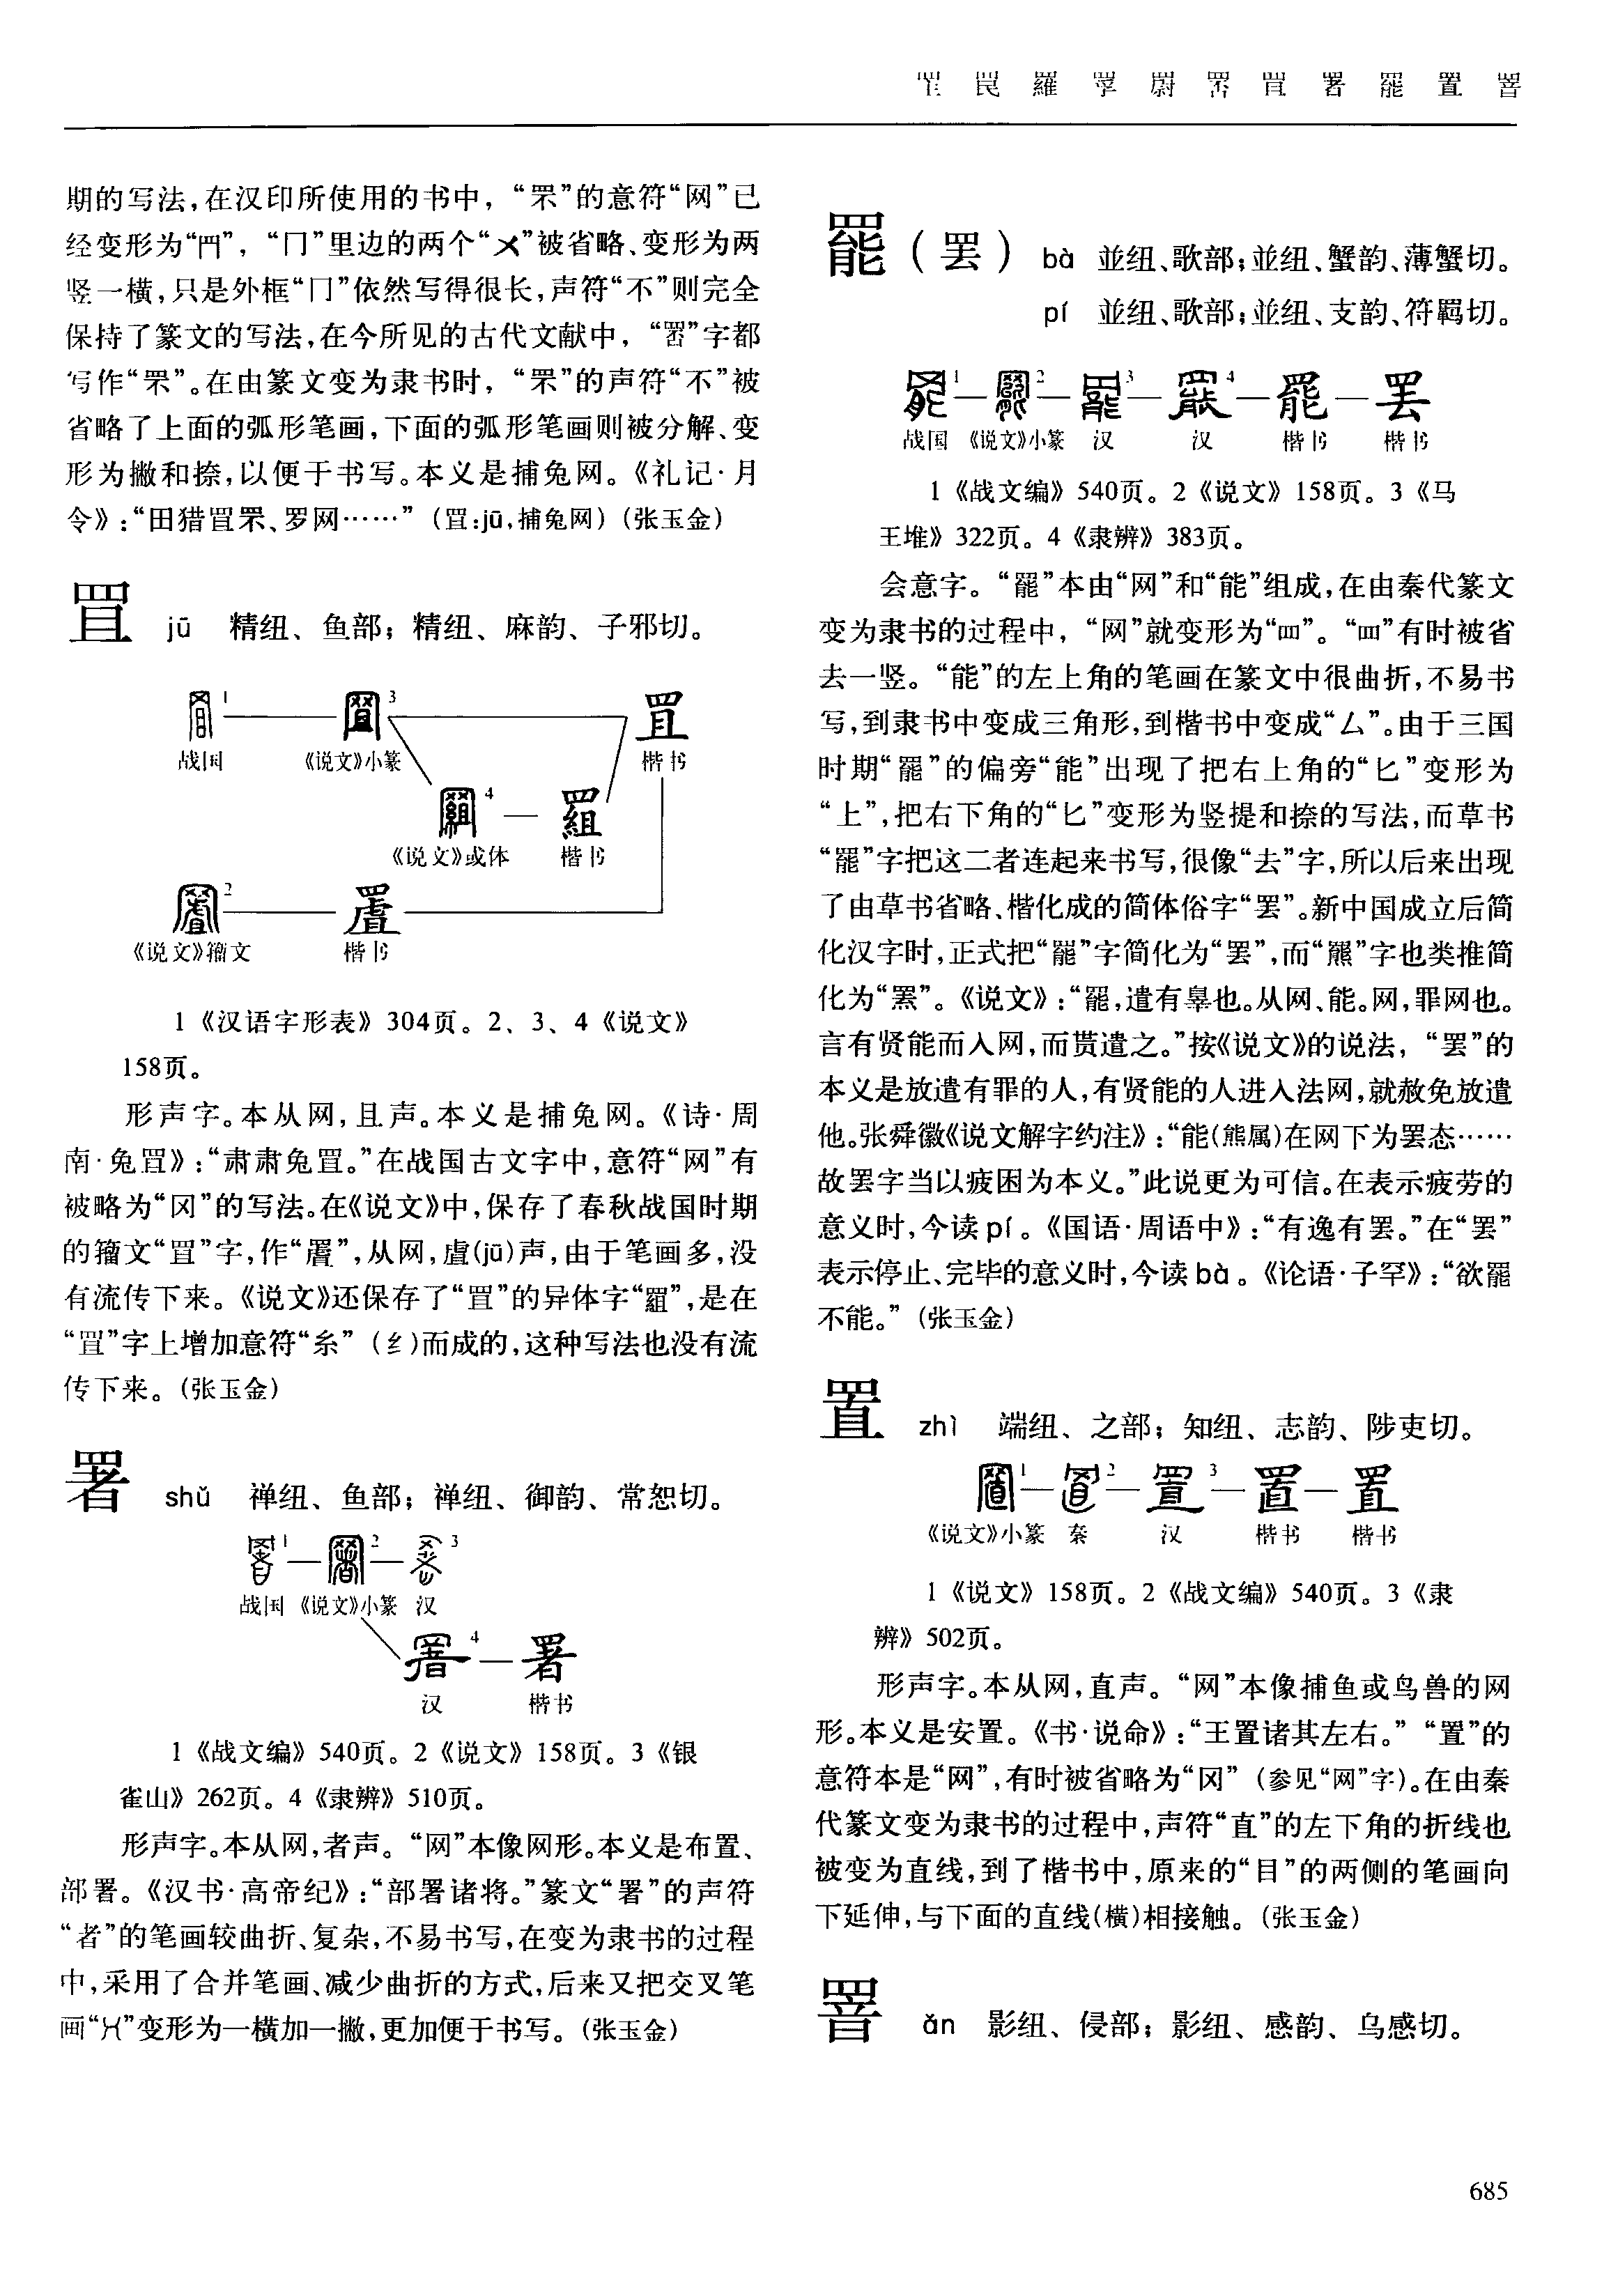 罠 羅 罦 罻 罘 罝 署 罷 置 罯
期的写法,在汉印所使用的书中,“罘”的意符“网”已
经变形为“”,“冂”里边的两个“㐅”被省略、变形为两
竖一横,只是外框“冂”依然写得很长,声符“不”则完全
保持了篆文的写法,在今所见的古代文献中,“”字都
写作“罘”。在由篆文变为隶书时,“罘”的声符“不”被
省略了上面的弧形笔画,下面的弧形笔画则被分解、变
形为撇和捺,以便于书写。本义是捕兔网。《礼记·月
令》:“田猎罝罘、罗网……”(罝:jū,捕兔网)(张玉金)
罝 jū 精纽、鱼部;精纽、麻韵、子邪切。
1 3 罝
战国 《说文》小篆 楷书
4
《说文》或体 楷书
2
《说文》籀文 楷书
1《汉语字形表》304页。2、3、4《说文》
158页。
形声字。本从网,且声。本义是捕兔网。《诗·周
南·兔罝》:“肃肃兔罝。”在战国古文字中,意符“网”有
被略为“冈”的写法。在《说文》中,保存了春秋战国时期
的籀文“罝”字,作“”,从网,虘(jū)声,由于笔画多,没
有流传下来。《说文》还保存了“罝”的异体字“”,是在
“罝”字上增加意符“糸”(纟)而成的,这种写法也没有流
传下来。(张玉金)
署 shǔ 禅纽、鱼部;禅纽、御韵、常恕切。
1 2 3
战国 《说文》小篆 汉
4 署
汉 楷书
1《战文编》540页。2《说文》158页。3《银
雀山》262页。4《隶辨》510页。
形声字。本从网,者声。“网”本像网形。本义是布置、
部署。《汉书·高帝纪》:“部署诸将。”篆文“署”的声符
“者”的笔画较曲折、复杂,不易书写,在变为隶书的过程
中,采用了合并笔画、减少曲折的方式,后来又把交叉笔
画“”变形为一横加一撇,更加便于书写。(张玉金)
罷(罢) bà 並纽、歌部;並纽、蟹韵、薄蟹切。
pí 並纽、歌部;並纽、支韵、符羁切。
1 2 3 4 罷 罢
战国 《说文》小篆 汉 汉 楷书 楷书
1《战文编》540页。2《说文》158页。3《马
王堆》322页。4《隶辨》383页。
会意字。“罷”本由“网”和“能”组成,在由秦代篆文
变为隶书的过程中,“网”就变形为“罒”。“罒”有时被省
去一竖。“能”的左上角的笔画在篆文中很曲折,不易书
写,到隶书中变成三角形,到楷书中变成“厶”。由于三国
时期“罷”的偏旁“能”出现了把右上角的“匕”变形为
“上”,把右下角的“匕”变形为竖提和捺的写法,而草书
“罷”字把这二者连起来书写,很像“去”字,所以后来出现
了由草书省略、楷化成的简体俗字“罢”。新中国成立后简
化汉字时,正式把“罷”字简化为“罢”,而“羆”字也类推简
化为“罴”。《说文》:“罷,遣有辠也。从网、能。网,罪网也。
言有贤能而入网,而贳遣之。”按《说文》的说法,“罢”的
本义是放遣有罪的人,有贤能的人进入法网,就赦免放遣
他。张舜徽《说文解字约注》:“能(熊属)在网下为罢态……
故罢字当以疲困为本义。”此说更为可信。在表示疲劳的
意义时,今读pí。《国语·周语中》:“有逸有罢。”在“罢”
表示停止、完毕的意义时,今读bà。《论语·子罕》:“欲罷
不能。”(张玉金)
置 zhì 端纽、之部;知纽、志韵、陟吏切。
1 2 3 置 置
《说文》小篆 秦 汉 楷书 楷书
1《说文》158页。2《战文编》540页。3《隶
辨》502页。
形声字。本从网,直声。“网”本像捕鱼或鸟兽的网
形。本义是安置。《书·说命》:“王置诸其左右。”“置”的
意符本是“网”,有时被省略为“冈”(参见“网”字)。在由秦
代篆文变为隶书的过程中,声符“直”的左下角的折线也
被变为直线,到了楷书中,原来的“目”的两侧的笔画向
下延伸,与下面的直线(横)相接触。(张玉金)
罯 ǎn 影纽、侵部;影纽、感韵、乌感切。
685